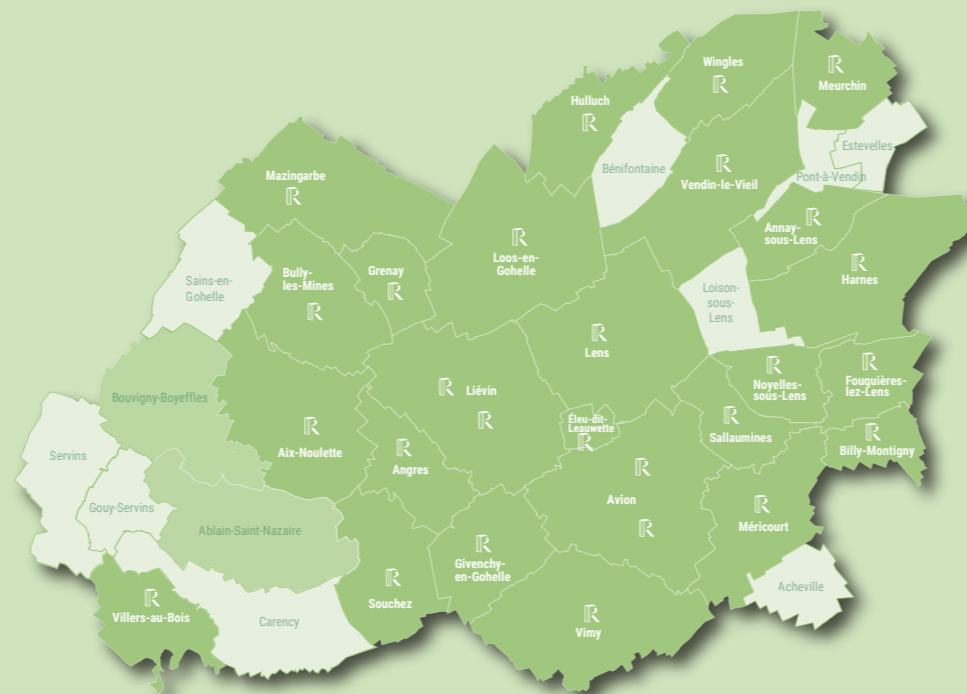 Wingles
Meurchin
Hulluch
Estevelles
Bénifontaine
Pont-à-Vendin
Vendin-le-Vieil
Mazingarbe
Annay-
sous-Lens
Loos-en-
Gohelle
Sains-en-
Gohelle
Bully-
les-Mines
Grenay
Harnes
Loison-
sous-
Lens
Lens
Noyelles-
sous-Lens
Fouquières-
lez-Lens
Bouvigny-Boyeffles
Liévin
Éleu-dit-
Leauwette
Sallaumines
Billy-Montigny
Servins
Aix-Noulette
Angres
Gouy-Servins
Ablain-Saint-Nazaire
Avion
Méricourt
Givenchy-
en-Gohelle
Acheville
Souchez
Villers-au-Bois
Carency
Vimy